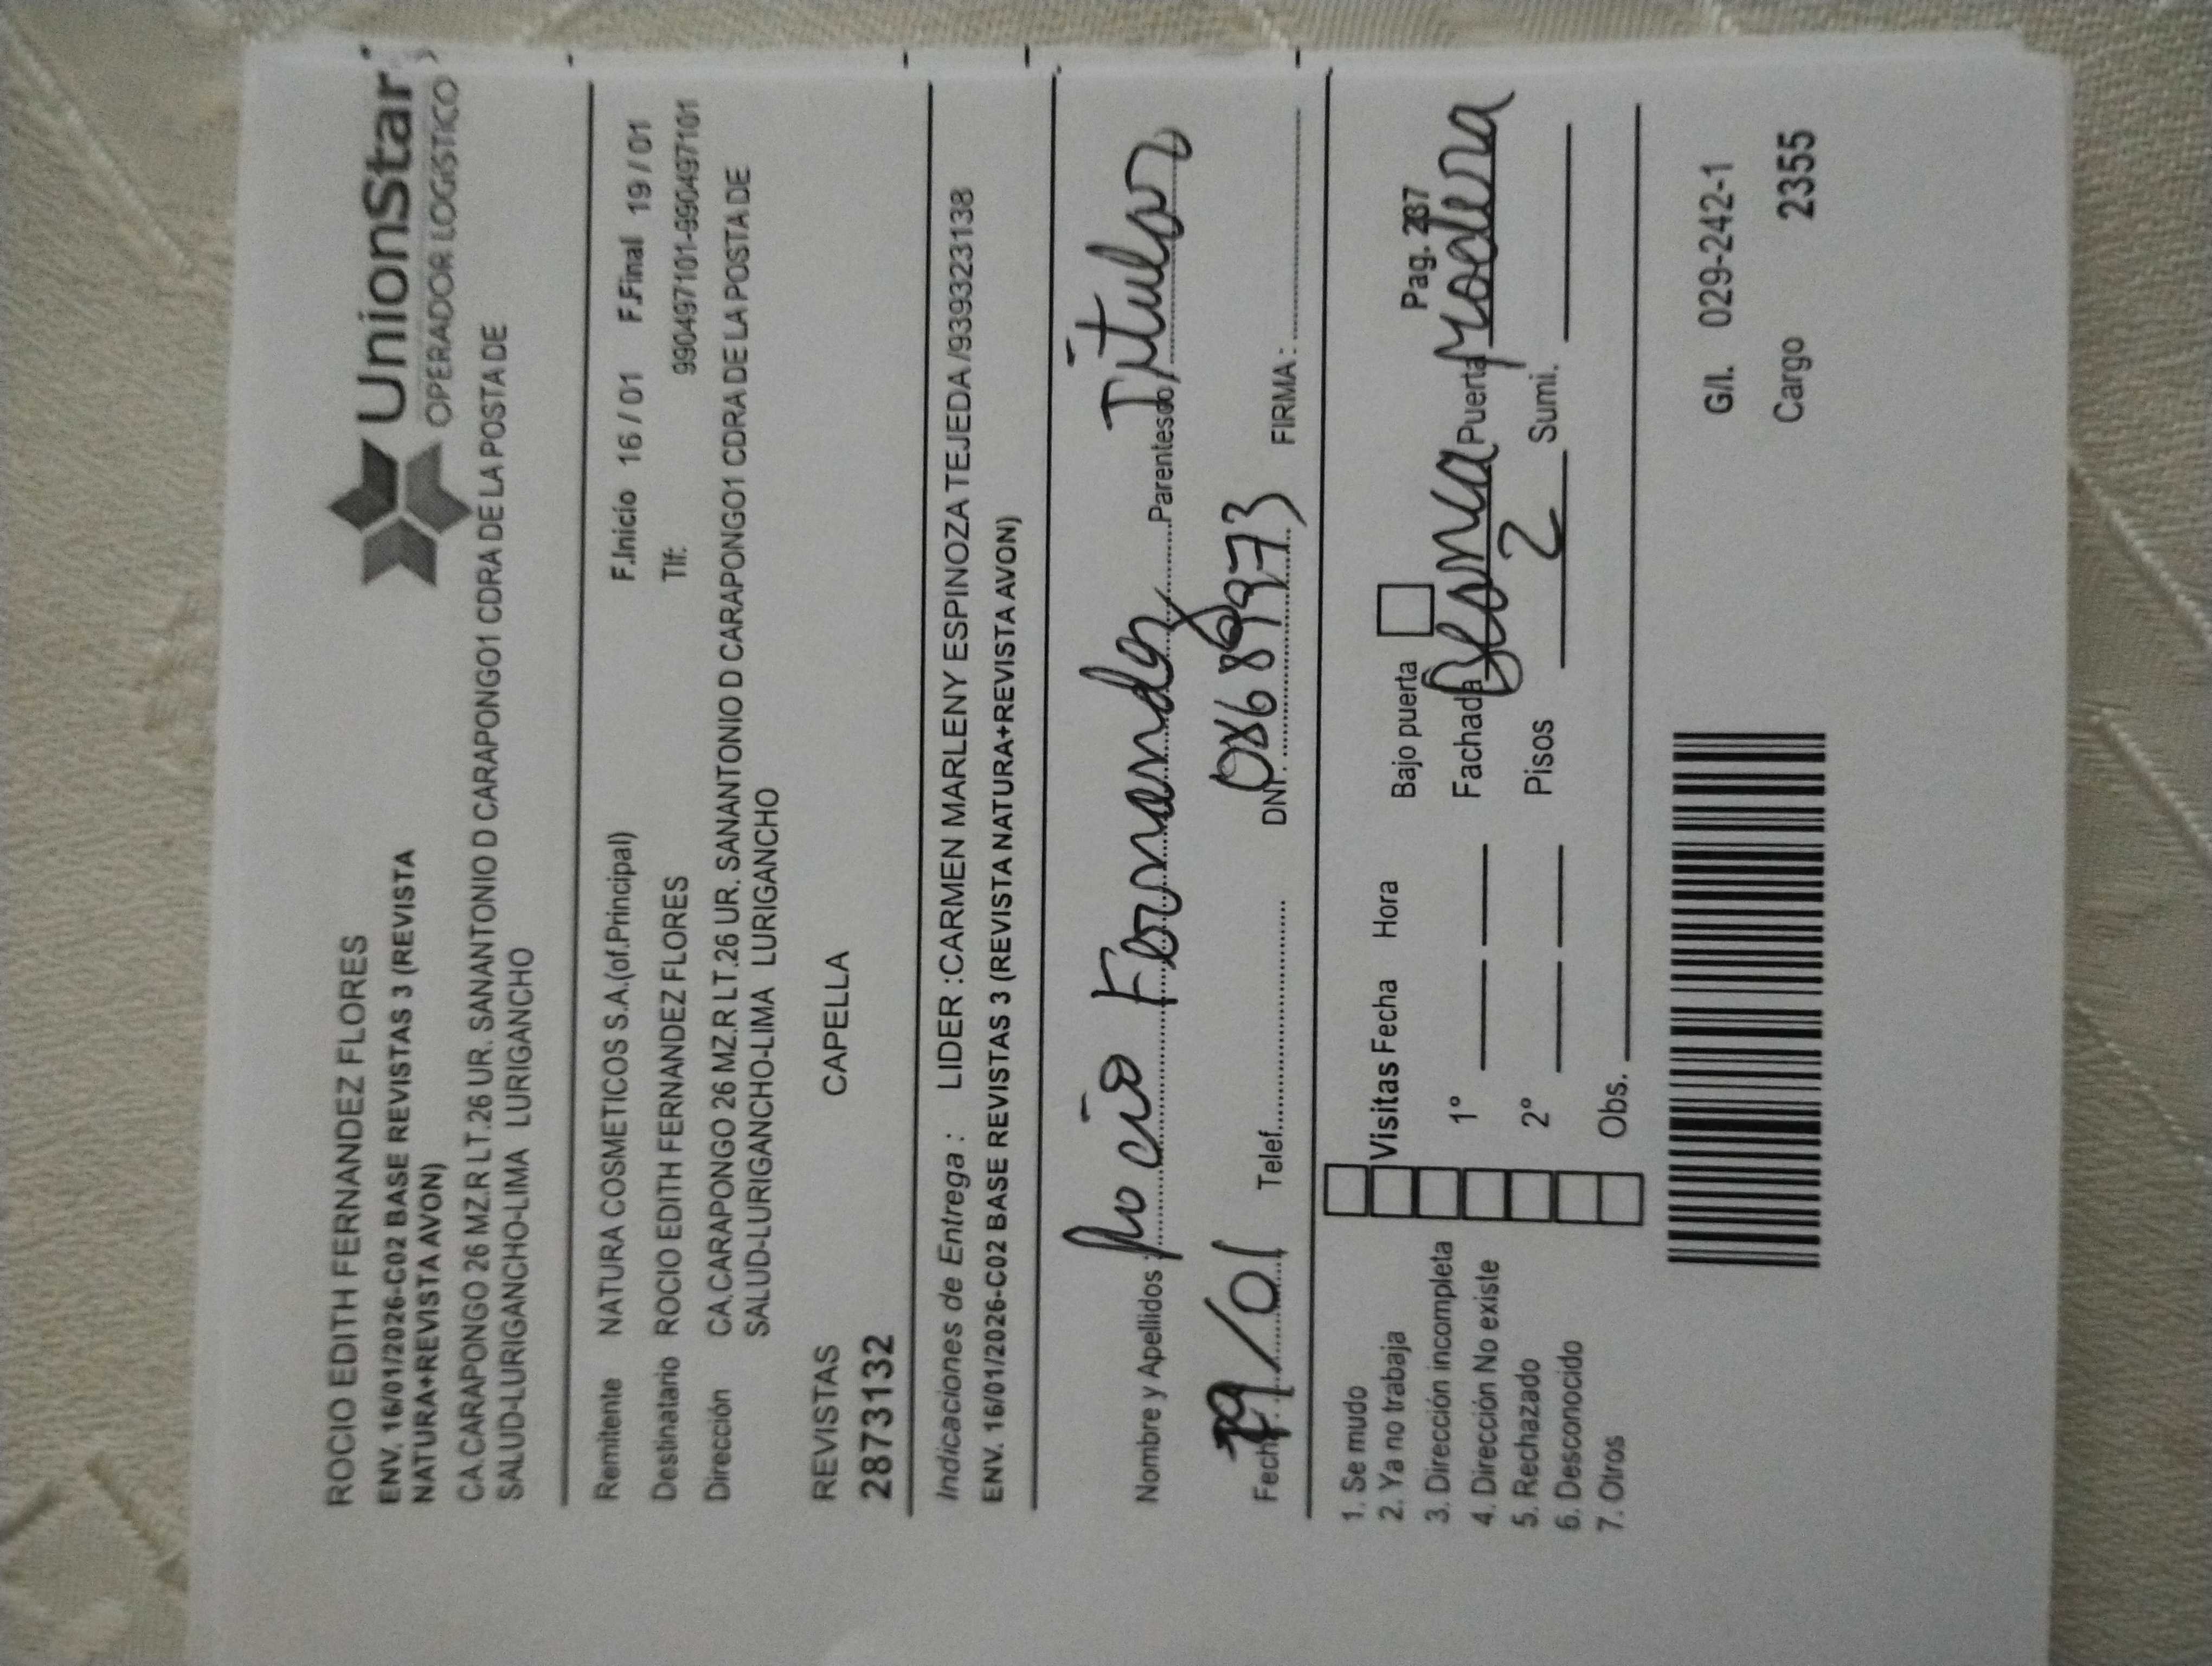 UnionStar
OPERADOR LOGÍSTICO
ROCIO EDITH FERNANDEZ FLORES
ENV. 16/01/2026-C02 BASE REVISTAS 3 (REVISTA
NATURA+REVISTA AVON)
CA.CARAPONGO 26 MZ.R LT.26 UR. SANANTONIO D CARAPONGO1 CDRA DE LA POSTA DE
SALUD-LURIGANCHO-LIMA LURIGANCHO
F.Inicio 16 / 01 F.Final 19 / 01
Remitente NATURA COSMETICOS S.A.(of.Principal) Tlf: 990497101-990497101
Destinatario ROCIO EDITH FERNANDEZ FLORES
Dirección CA.CARAPONGO 26 MZ.R LT.26 UR. SANANTONIO D CARAPONGO1 CDRA DE LA POSTA DE
SALUD-LURIGANCHO-LIMA LURIGANCHO
REVISTAS CAPELLA
2873132
Indicaciones de Entrega : LIDER :CARMEN MARLENY ESPINOZA TEJEDA /939323138
ENV. 16/01/2026-C02 BASE REVISTAS 3 (REVISTA NATURA+REVISTA AVON)
Nombre y Apellidos Rocio Fernandez Parentesco Titular
Fecha 19/01 Telef. DNI FIRMA:
1. Se mudo
2. Ya no trabaja
3. Dirección incompleta
4. Dirección No existe
5. Rechazado
6. Desconocido
7. Otros
Visitas Fecha Hora Bajo puerta Pag.
1° Fachada Blanca Puerta Madera
2° Pisos 2 Sumi.
Obs.
G/I. 029-242-1
Cargo 2355